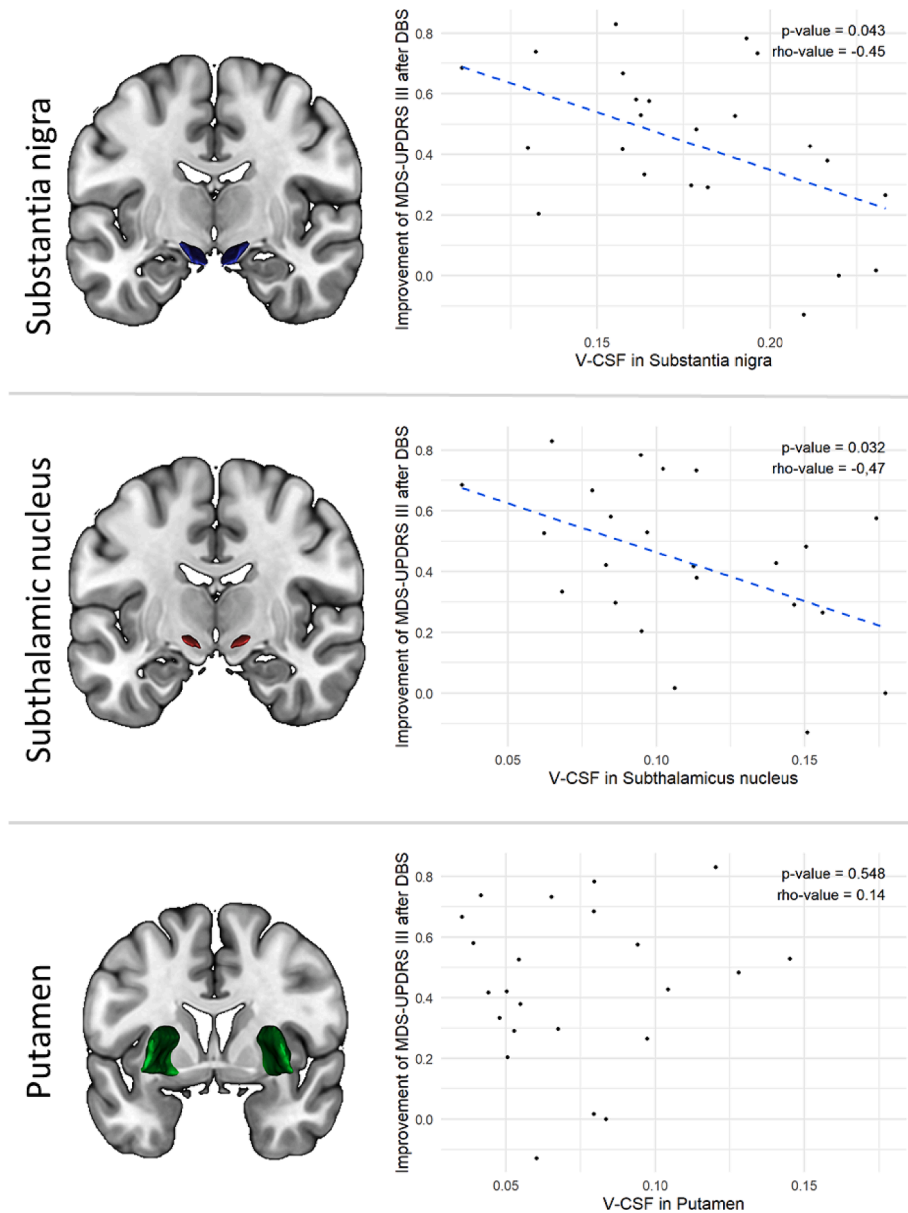 Substantia nigra
Improvement of MDS-UPDRS III after DBS
p-value = 0.043
rho-value = -0.45
0.8
0.6
0.4
0.2
0.0
0.15 0.20
V-CSF in Substantia nigra
Subthalamic nucleus
Improvement of MDS-UPDRS III after DBS
p-value = 0.032
rho-value = -0,47
0.8
0.6
0.4
0.2
0.0
0.05 0.10 0.15
V-CSF in Subthalamicus nucleus
Putamen
Improvement of MDS-UPDRS III after DBS
p-value = 0.548
rho-value = 0.14
0.8
0.6
0.4
0.2
0.0
0.05 0.10 0.15
V-CSF in Putamen